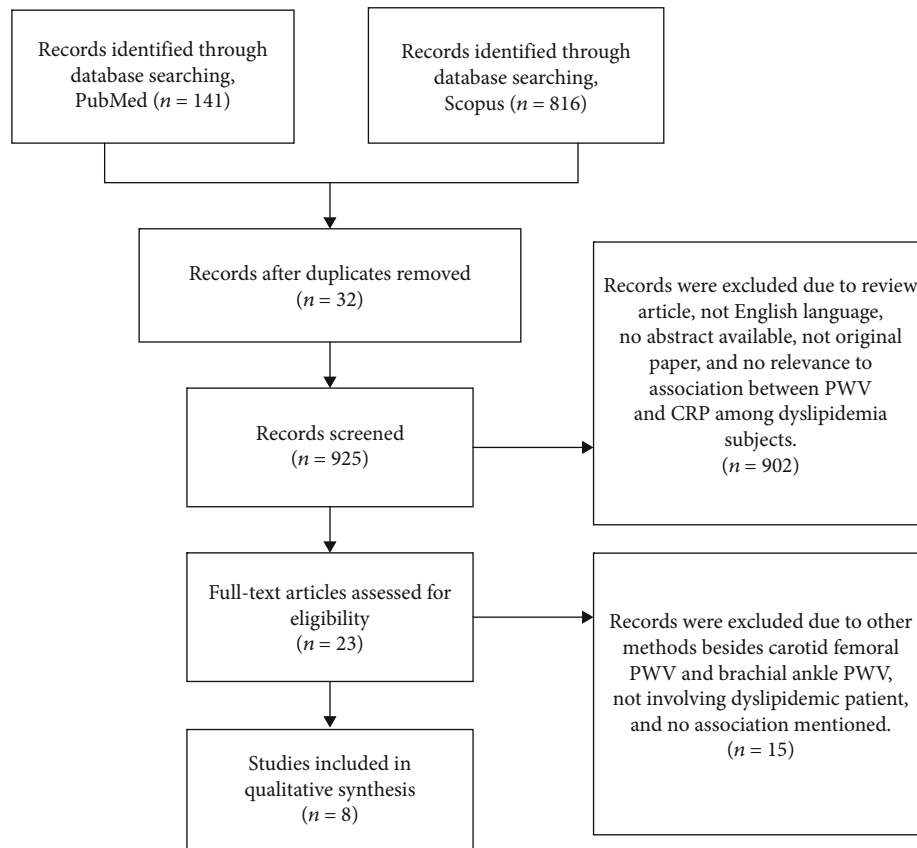 Records identified through
database searching,
PubMed (n = 141)
Records identified through
database searching,
Scopus (n = 816)
Records after duplicates removed
(n = 32)
Records were excluded due to review
article, not English language,
no abstract available, not original
paper, and no relevance to
association between PWV
and CRP among dyslipidemia
subjects.
(n = 902)
Records screened
(n = 925)
Full-text articles assessed for
eligibility
(n = 23)
Records were excluded due to other
methods besides carotid femoral
PWV and brachial ankle PWV,
not involving dyslipidemic patient,
and no association mentioned.
(n = 15)
Studies included in
qualitative synthesis
(n = 8)